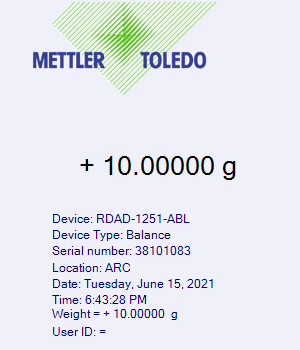 METTLER TOLEDO
+ 10.00000 g
Device: RDAD-1251-ABL
Device Type: Balance
Serial number: 38101083
Location: ARC
Date: Tuesday, June 15, 2021
Time: 6:43:28 PM
Weight = + 10.00000 g
User ID: =